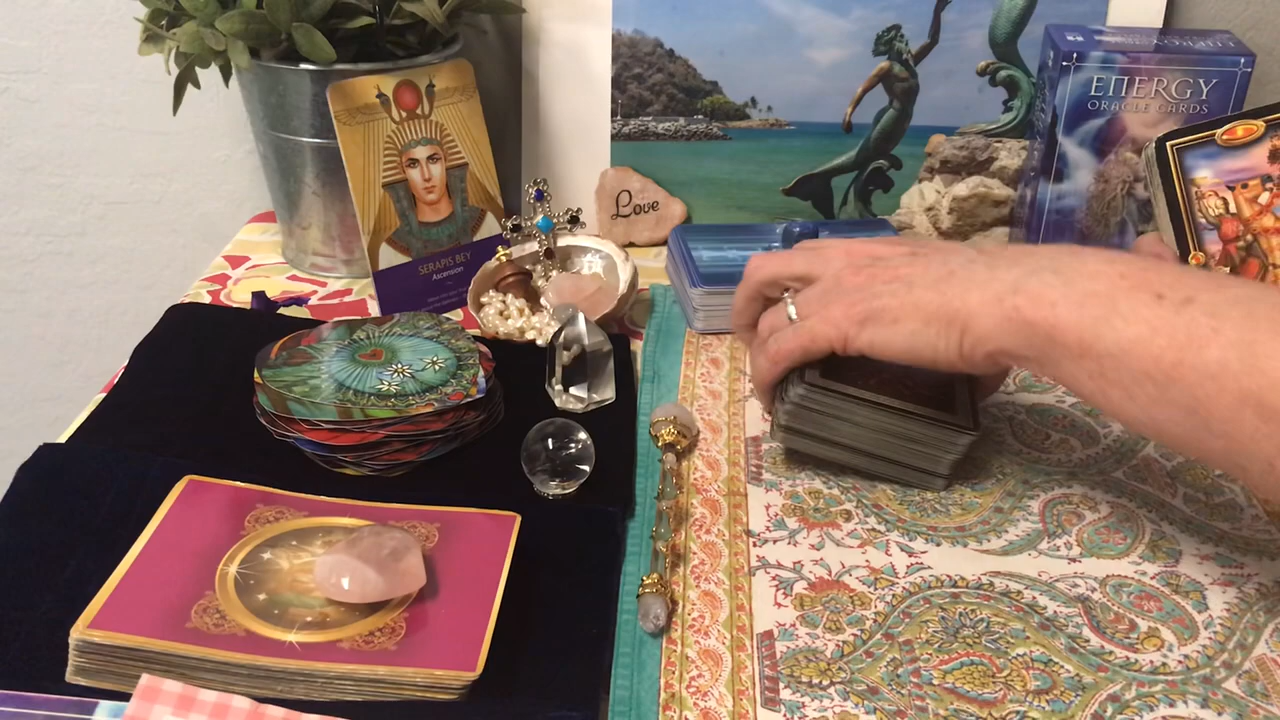 SERAPIS BEY
Ascension
Love
ENERGY
ORACLE CARDS